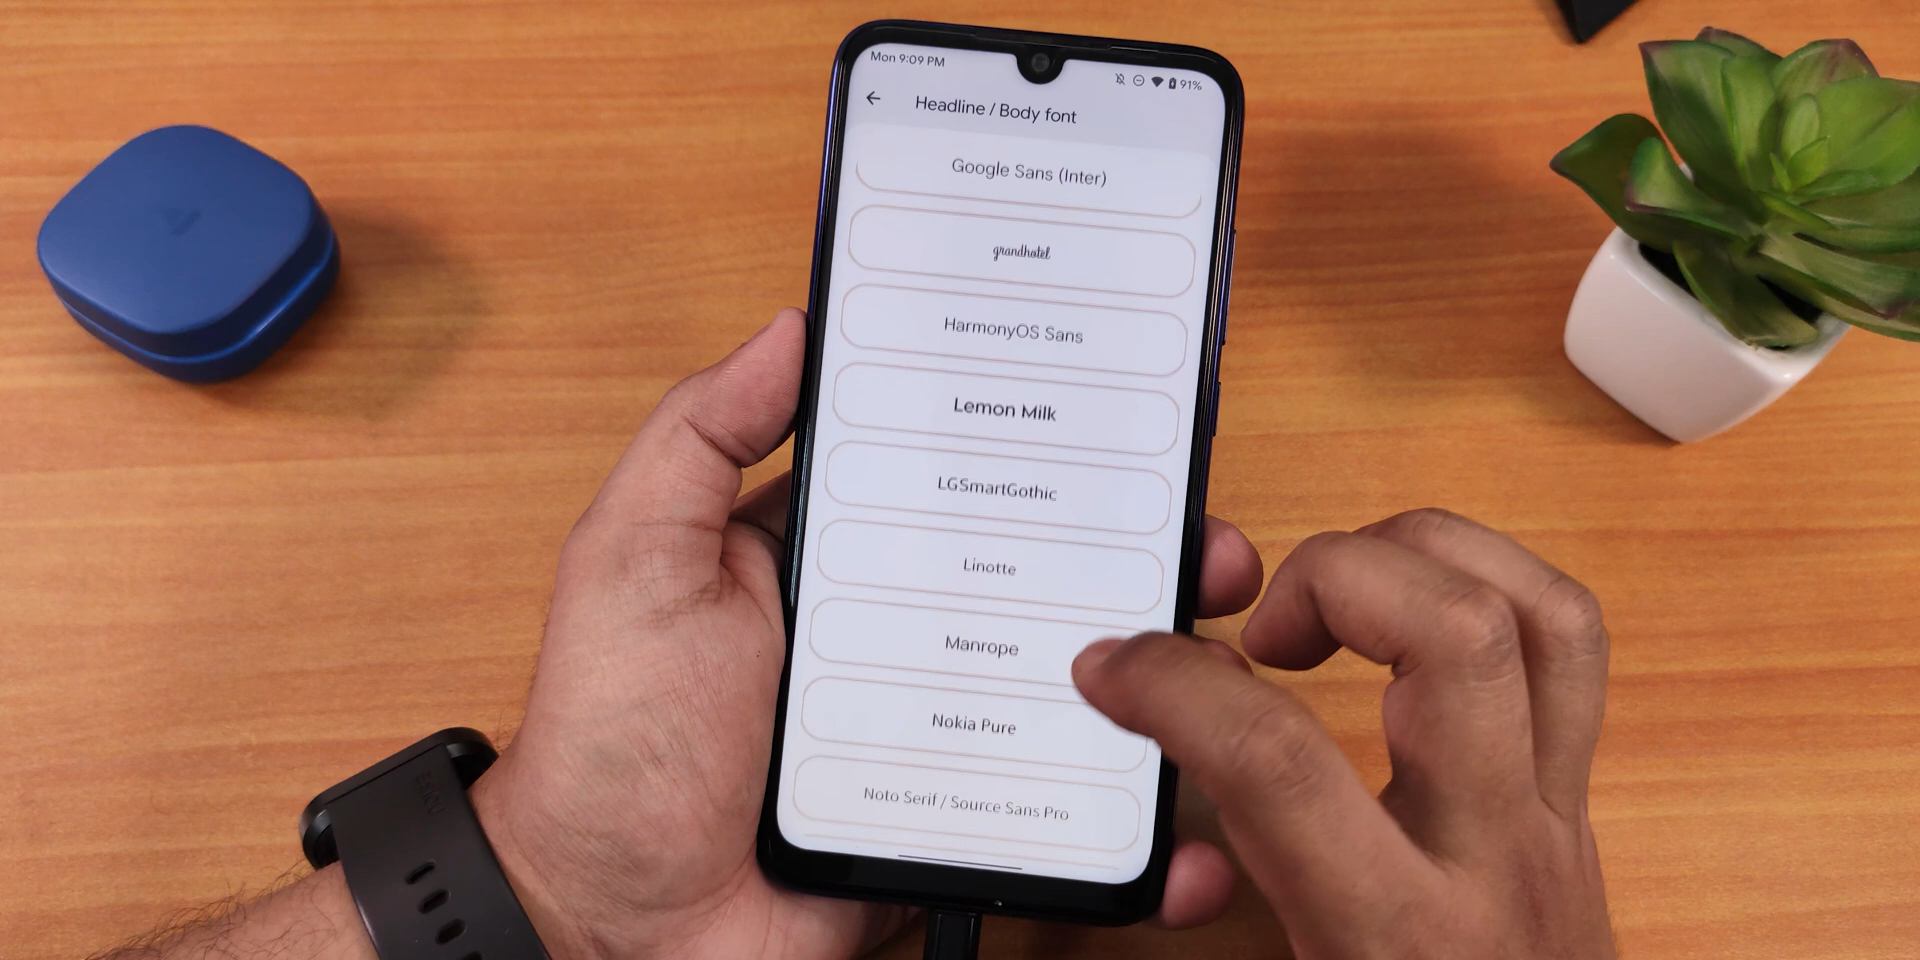 Mon 9:09 PM
91%
Headline / Body font
Google Sans (Inter)
grandhotel
HarmonyOS Sans
Lemon Milk
LGSmartGothic
Linotte
Manrope
Nokia Pure
Noto Serif / Source Sans Pro